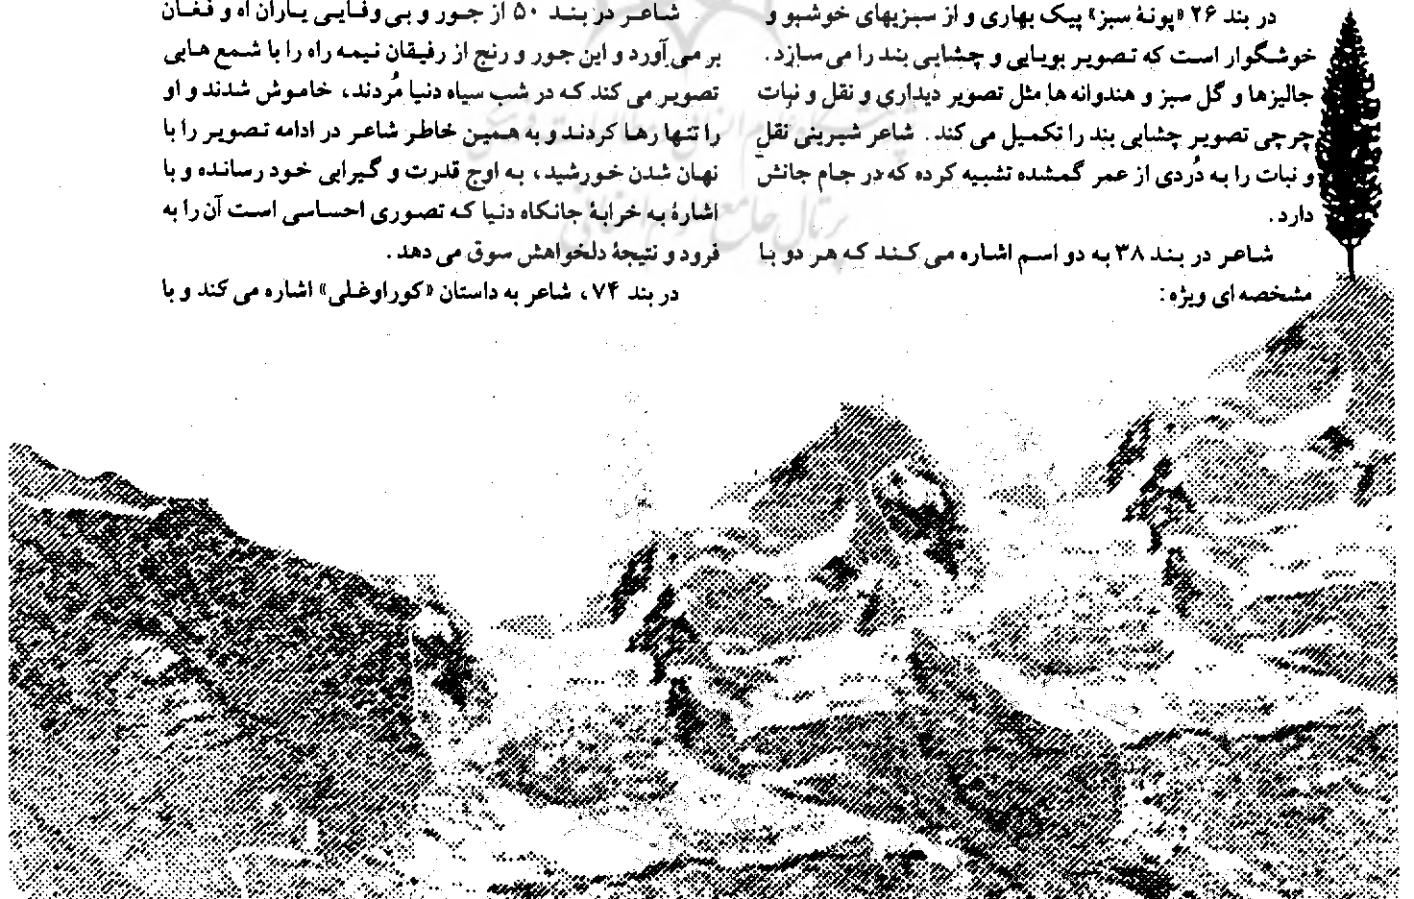 در بند ۲۶ «پونهٔ سبز» پیک بهاری و از سبزیهای خوشبو و
خوشگوار است که تصویر بویایی و چشایی بند را می سازد.
جالیزها و گل سبز و هندوانه ها مثل تصویر دیداری و نقل و نبات
چرچی تصویر چشایی بند را تکمیل می کند. شاعر شیرینی نقل
و نبات را به دُردی از عمر گمشده تشبیه کرده که در جام جانش
دارد.
شاعر در بند ۳۸ به دو اسم اشاره می کند که هر دو با
مشخصه ای ویژه:
شاعر در بند ۵۰ از جور و بی وفایی یاران آه و فغان
بر می آورد و این جور و رنج از رفیقان نیمه راه را با شمع هایی
تصویر می کند که در شب سیاه دنیا مُردند، خاموش شدند و او
را تنها رها کردند و به همین خاطر شاعر در ادامه تصویر را با
نهان شدن خورشید، به اوج قدرت و گیرایی خود رسانده و با
اشارهٔ به خرابهٔ جانکاه دنیا که تصوری احساسی است آن را به
فرود و نتیجهٔ دلخواهش سوق می دهد.
در بند ۷۴، شاعر به داستان «کوراوغلی» اشاره می کند و با
پرتال جامع علوم انسانی